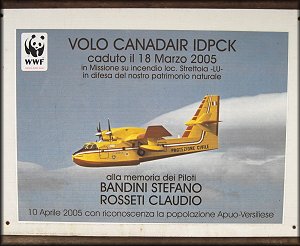 WWF
VOLO CANADAIR IDPCK
caduto il 18 Marzo 2005
in Missione su incendio loc. Strettoia -LU-
in difesa del nostro patrimonio naturale
PROTEZIONE CIVILE
alla memoria dei Piloti
BANDINI STEFANO
ROSSETI CLAUDIO
10 Aprile 2005 con riconoscenza la popolazione Apuo-Versiliese